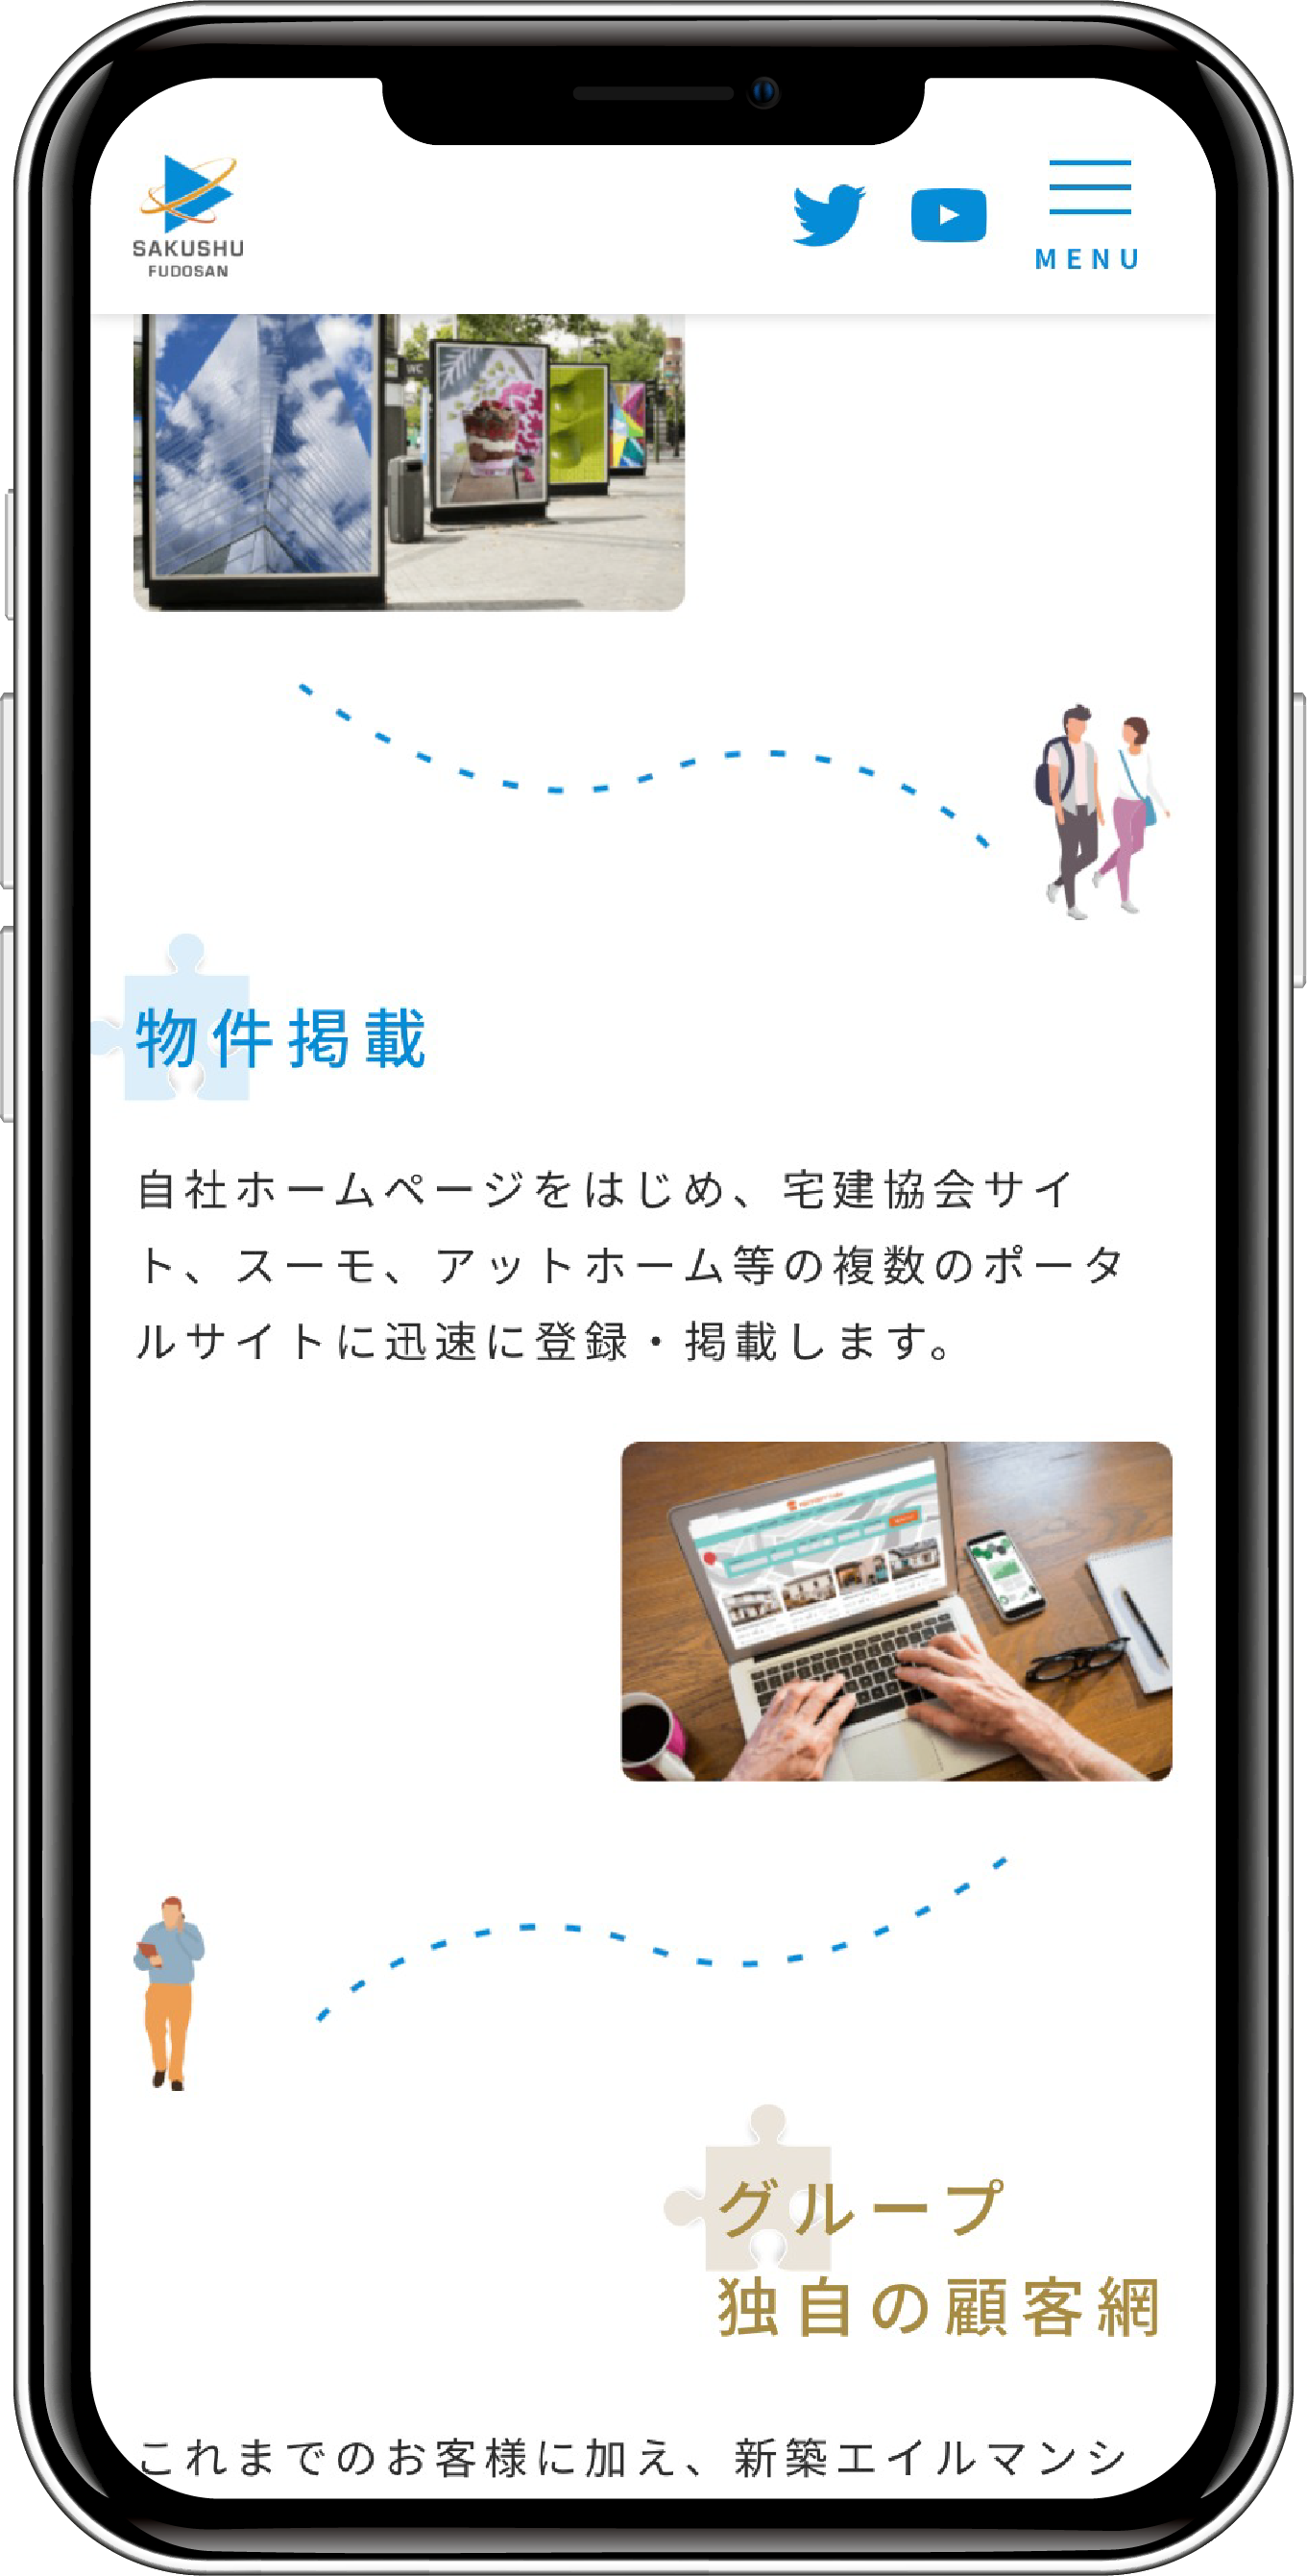 SAKUSHU
FUDOSAN
MENU
WC
物件掲載
自社ホームページをはじめ、宅建協会サイ
ト、スーモ、アットホーム等の複数のポータ
ルサイトに迅速に登録・掲載します。
グループ
独自の顧客網
これまでのお客様に加え、新築エイルマンシ